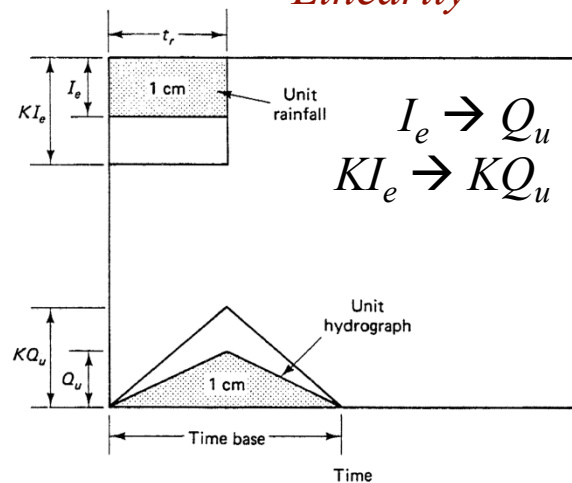 Linearity
t_r
I_e
1 cm
Unit
rainfall
KI_e
I_e → Q_u
KI_e → KQ_u
Unit
hydrograph
KQ_u
Q_u
1 cm
Time base
Time